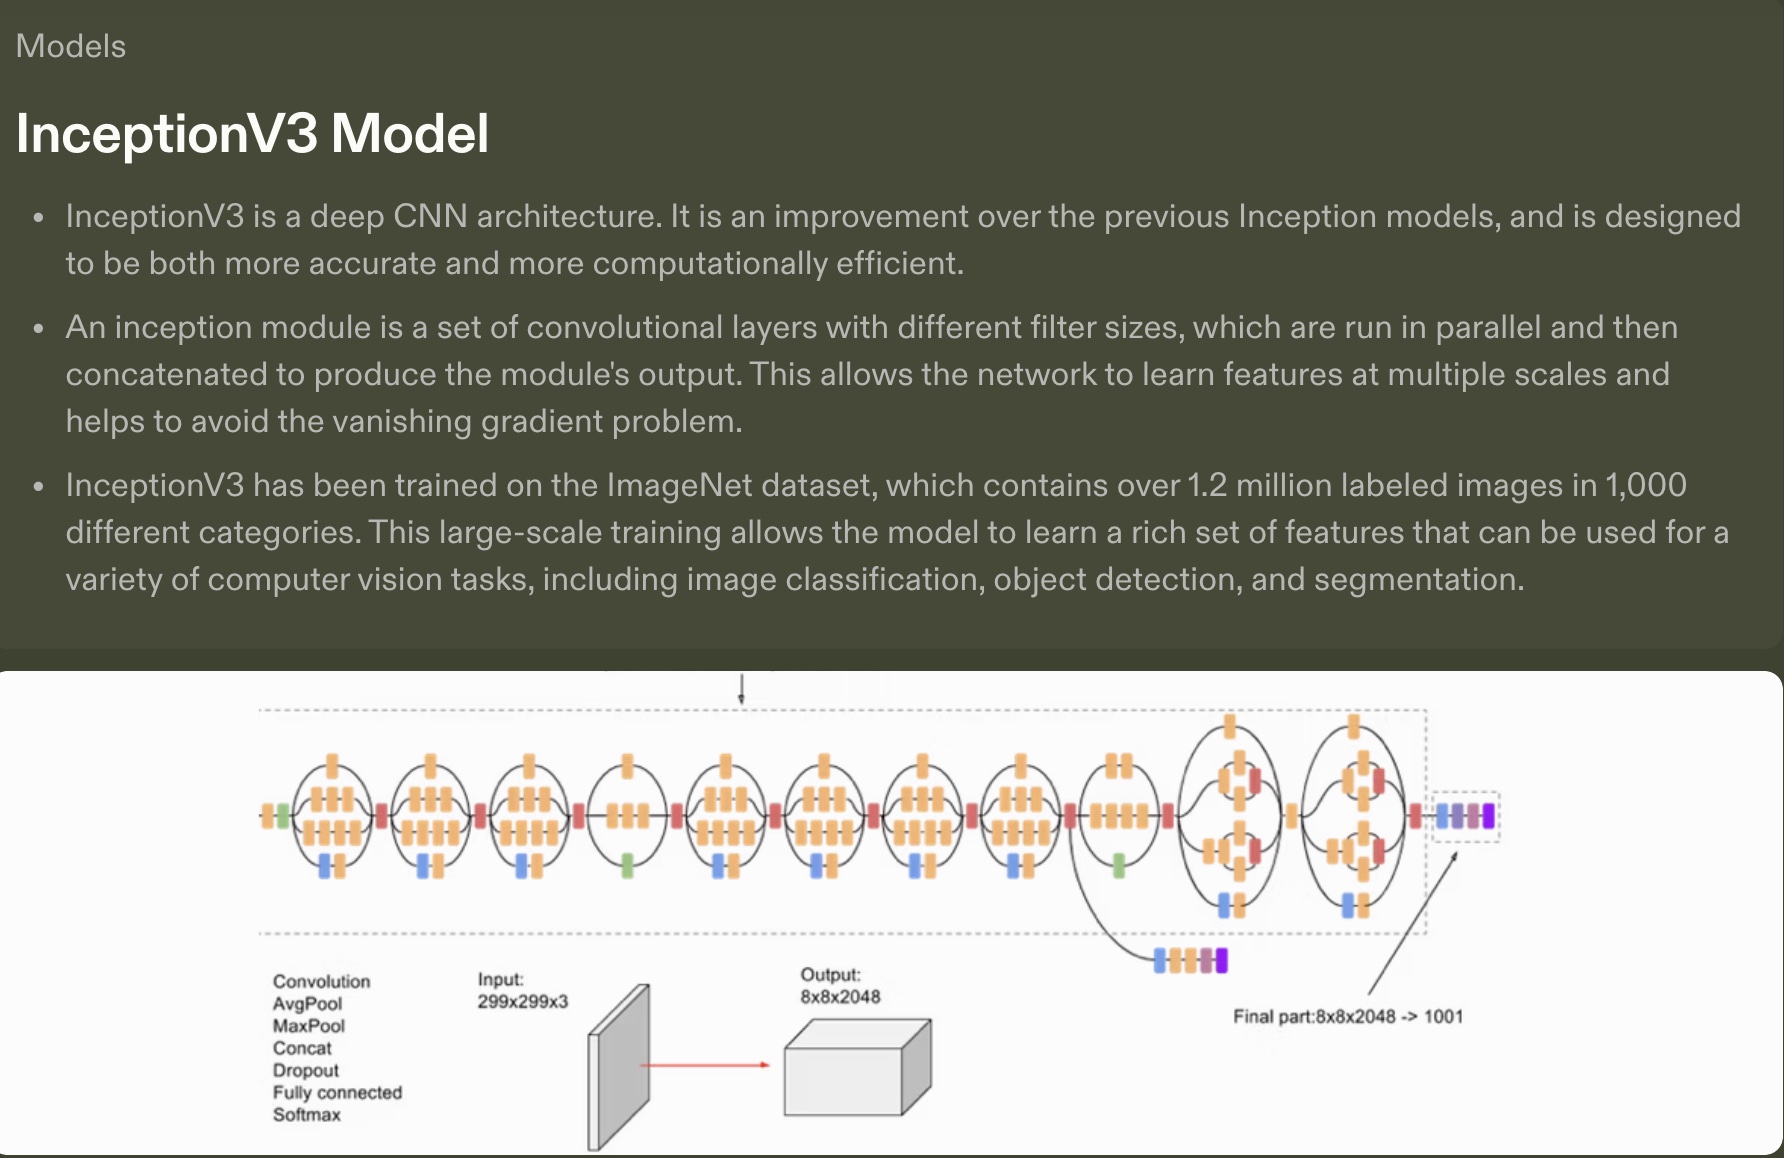 Models
InceptionV3 Model
• InceptionV3 is a deep CNN architecture. It is an improvement over the previous Inception models, and is designed
to be both more accurate and more computationally efficient.
• An inception module is a set of convolutional layers with different filter sizes, which are run in parallel and then
concatenated to produce the module's output. This allows the network to learn features at multiple scales and
helps to avoid the vanishing gradient problem.
• InceptionV3 has been trained on the ImageNet dataset, which contains over 1.2 million labeled images in 1,000
different categories. This large-scale training allows the model to learn a rich set of features that can be used for a
variety of computer vision tasks, including image classification, object detection, and segmentation.
Convolution
AvgPool
MaxPool
Concat
Dropout
Fully connected
Softmax
Input:
299x299x3
Output:
8x8x2048
Final part:8x8x2048 -> 1001